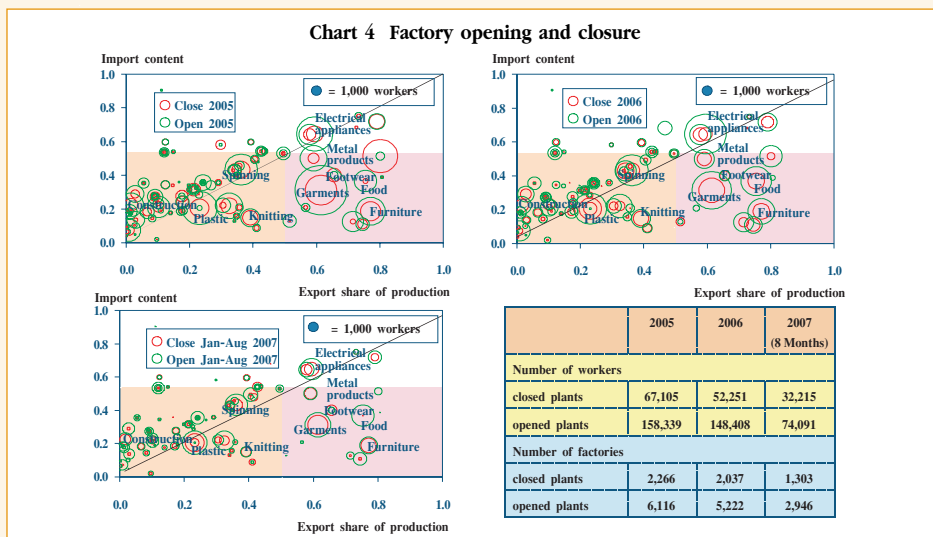 Chart 4 Factory opening and closure
Import content
1.0
0.8
0.6
0.4
0.2
0.0
0.0 0.2 0.4 0.6 0.8 1.0
Export share of production
Close 2005
Open 2005
= 1,000 workers
Electrical
appliances
Metal
products
Spinning
Footwear
Garments
Food
Construction
Plastic
Knitting
Furniture
Import content
1.0
0.8
0.6
0.4
0.2
0.0
0.0 0.2 0.4 0.6 0.8 1.0
Export share of production
Close 2006
Open 2006
= 1,000 workers
Electrical
appliances
Metal
products
Spinning
Footwear
Garments
Food
Construction
Plastic
Knitting
Furniture
Import content
1.0
0.8
0.6
0.4
0.2
0.0
0.0 0.2 0.4 0.6 0.8 1.0
Export share of production
Close Jan-Aug 2007
Open Jan-Aug 2007
= 1,000 workers
Electrical
appliances
Metal
products
Spinning
Footwear
Garments
Food
Construction
Plastic
Knitting
Furniture
2005 2006 2007
(8 Months)
Number of workers
closed plants 67,105 52,251 32,215
opened plants 158,339 148,408 74,091
Number of factories
closed plants 2,266 2,037 1,303
opened plants 6,116 5,222 2,946